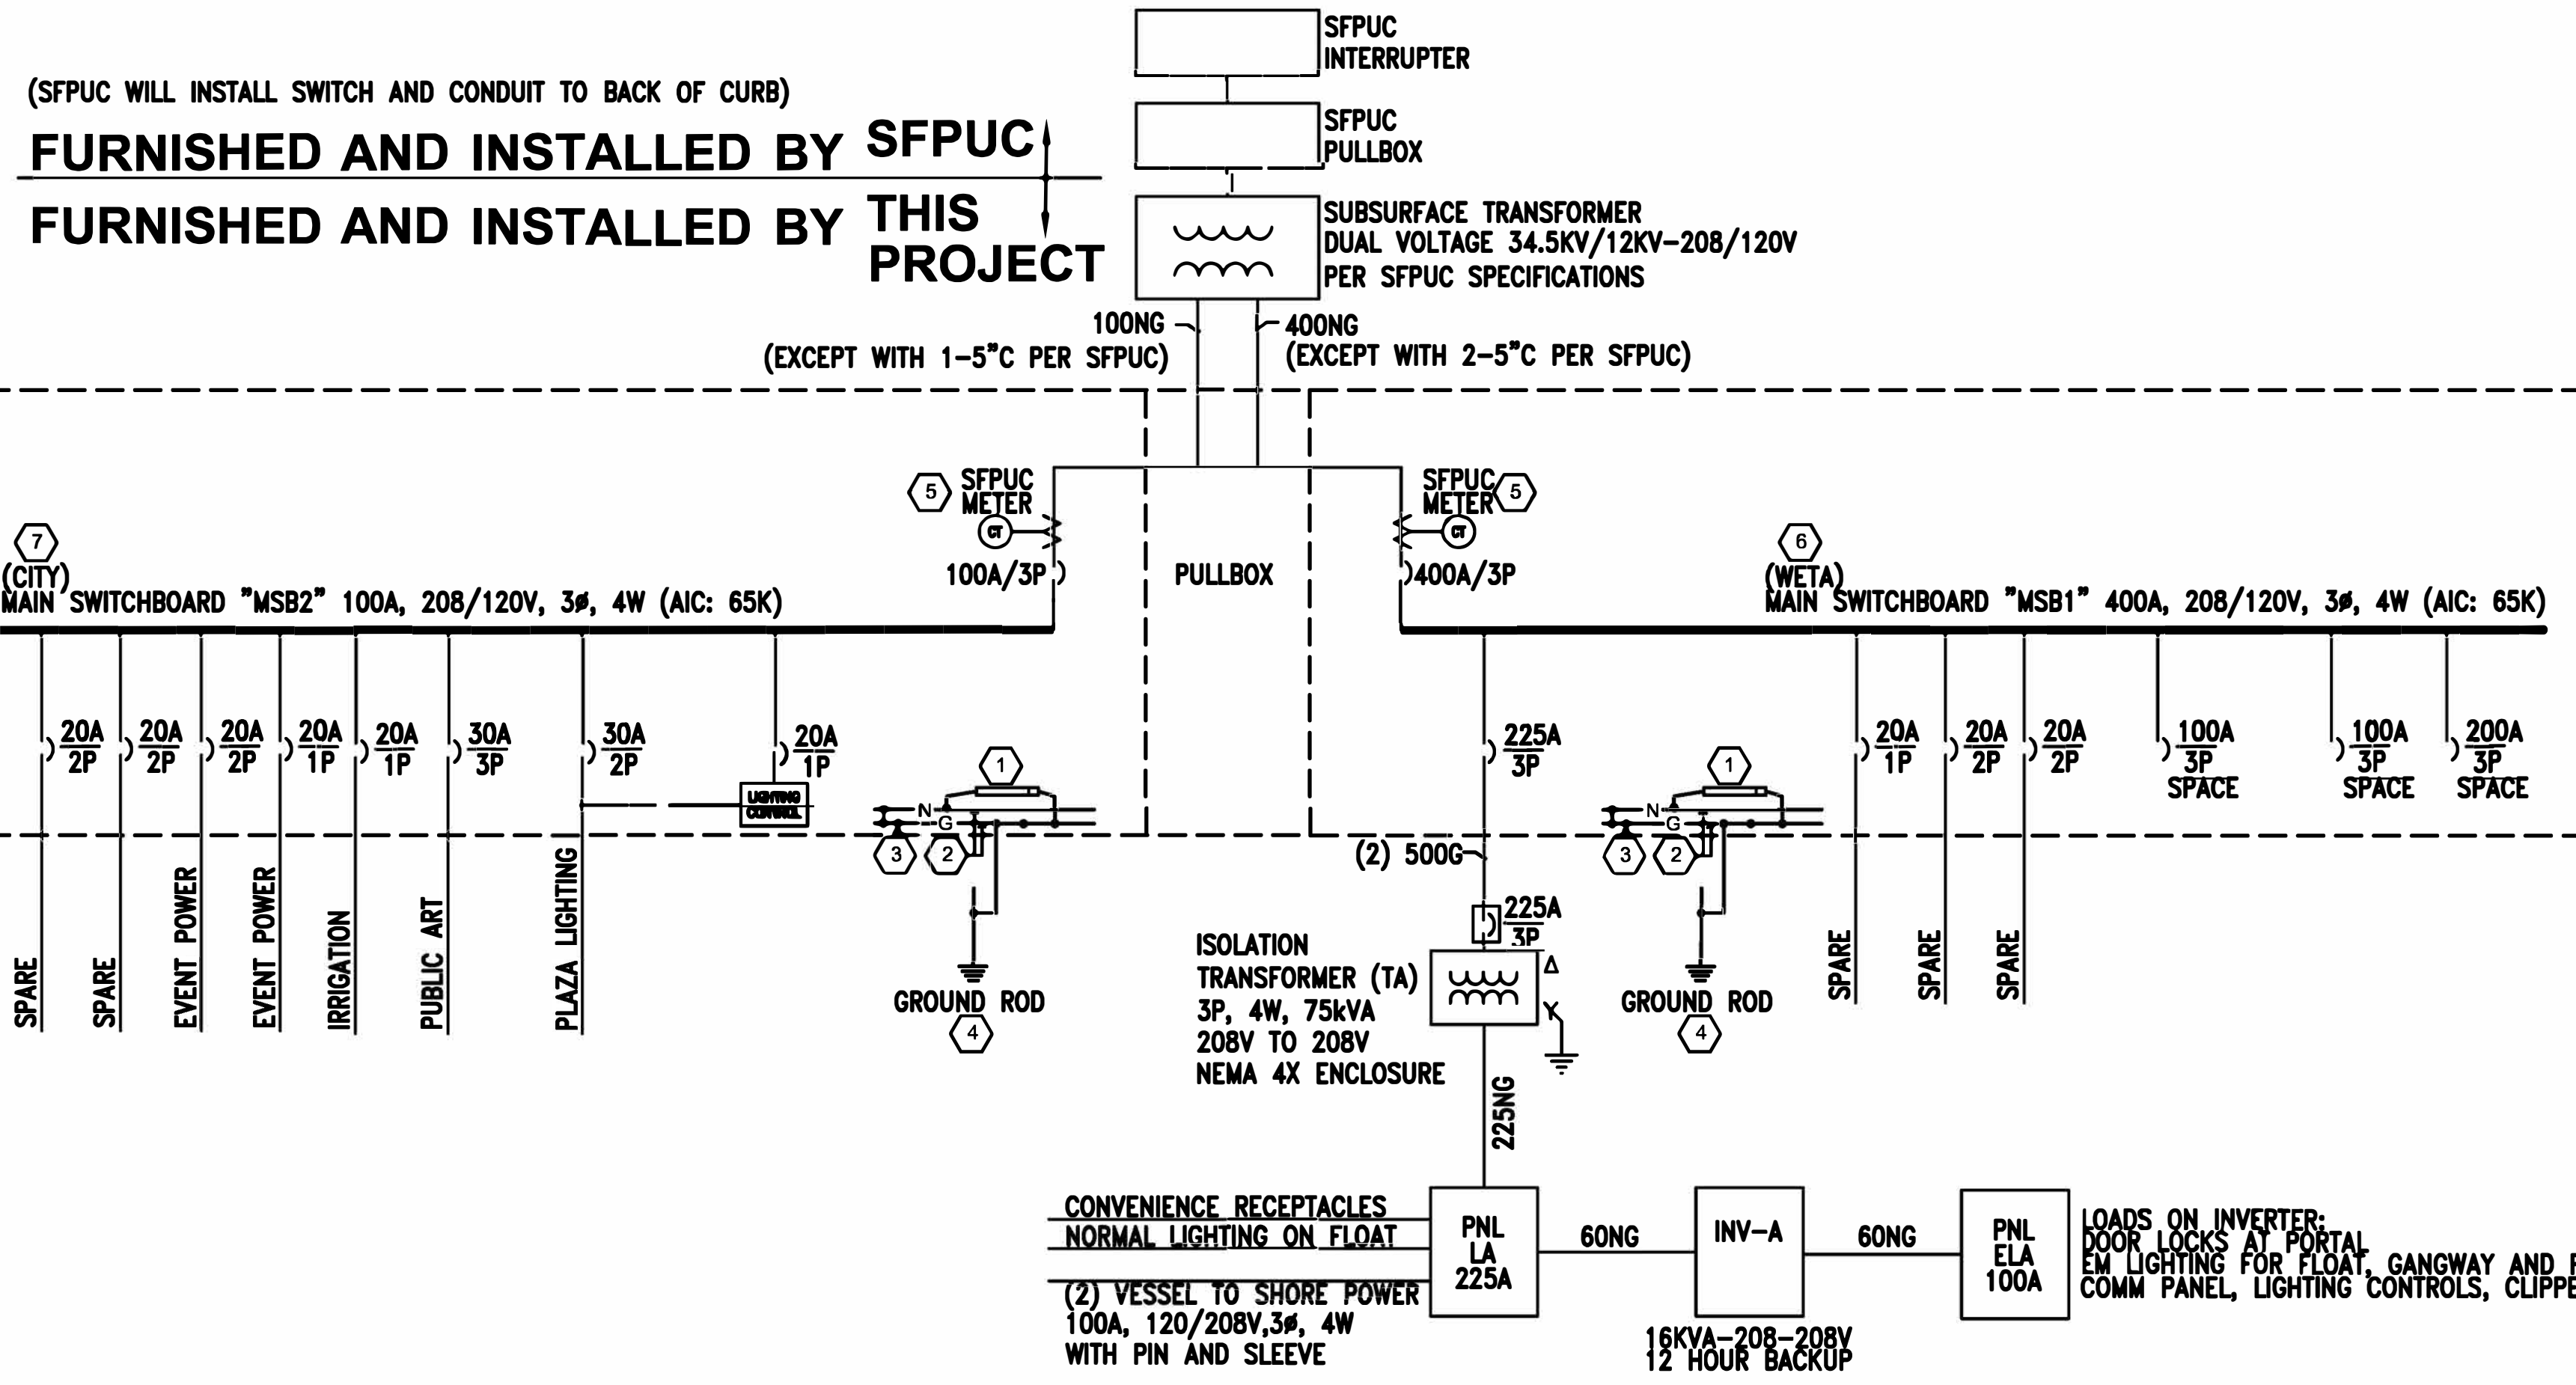 SFPUC
INTERRUPTER
(SFPUC WILL INSTALL SWITCH AND CONDUIT TO BACK OF CURB)
FURNISHED AND INSTALLED BY SFPUC
SFPUC
PULLBOX
FURNISHED AND INSTALLED BY THIS
PROJECT
SUBSURFACE TRANSFORMER
DUAL VOLTAGE 34.5KV/12KV-208/120V
PER SFPUC SPECIFICATIONS
100NG
(EXCEPT WITH 1-5"C PER SFPUC)
400NG
(EXCEPT WITH 2-5"C PER SFPUC)
5
SFPUC
METER
CT
100A/3P
PULLBOX
SFPUC
METER
5
CT
400A/3P
7
(CITY)
MAIN SWITCHBOARD "MSB2" 100A, 208/120V, 3ø, 4W (AIC: 65K)
6
(WETA)
MAIN SWITCHBOARD "MSB1" 400A, 208/120V, 3ø, 4W (AIC: 65K)
20A
2P
20A
2P
20A
2P
20A
1P
20A
1P
30A
3P
30A
2P
20A
1P
LIGHTING
CONTROL
1
N
G
3
2
GROUND ROD
4
SPARE
SPARE
EVENT POWER
EVENT POWER
IRRIGATION
PUBLIC ART
PLAZA LIGHTING
225A
3P
1
N
G
3
2
GROUND ROD
4
20A
1P
20A
2P
20A
2P
100A
3P
SPACE
100A
3P
SPACE
200A
3P
SPACE
SPARE
SPARE
SPARE
(2) 500G
225A
3P
ISOLATION
TRANSFORMER (TA)
3P, 4W, 75kVA
208V TO 208V
NEMA 4X ENCLOSURE
Δ
Y
225NG
CONVENIENCE RECEPTACLES
NORMAL LIGHTING ON FLOAT
(2) VESSEL TO SHORE POWER
100A, 120/208V,3ø, 4W
WITH PIN AND SLEEVE
PNL
LA
225A
60NG
INV-A
16KVA-208-208V
12 HOUR BACKUP
60NG
PNL
ELA
100A
LOADS ON INVERTER:
DOOR LOCKS AT PORTAL
EM LIGHTING FOR FLOAT, GANGWAY AND
COMM PANEL, LIGHTING CONTROLS,